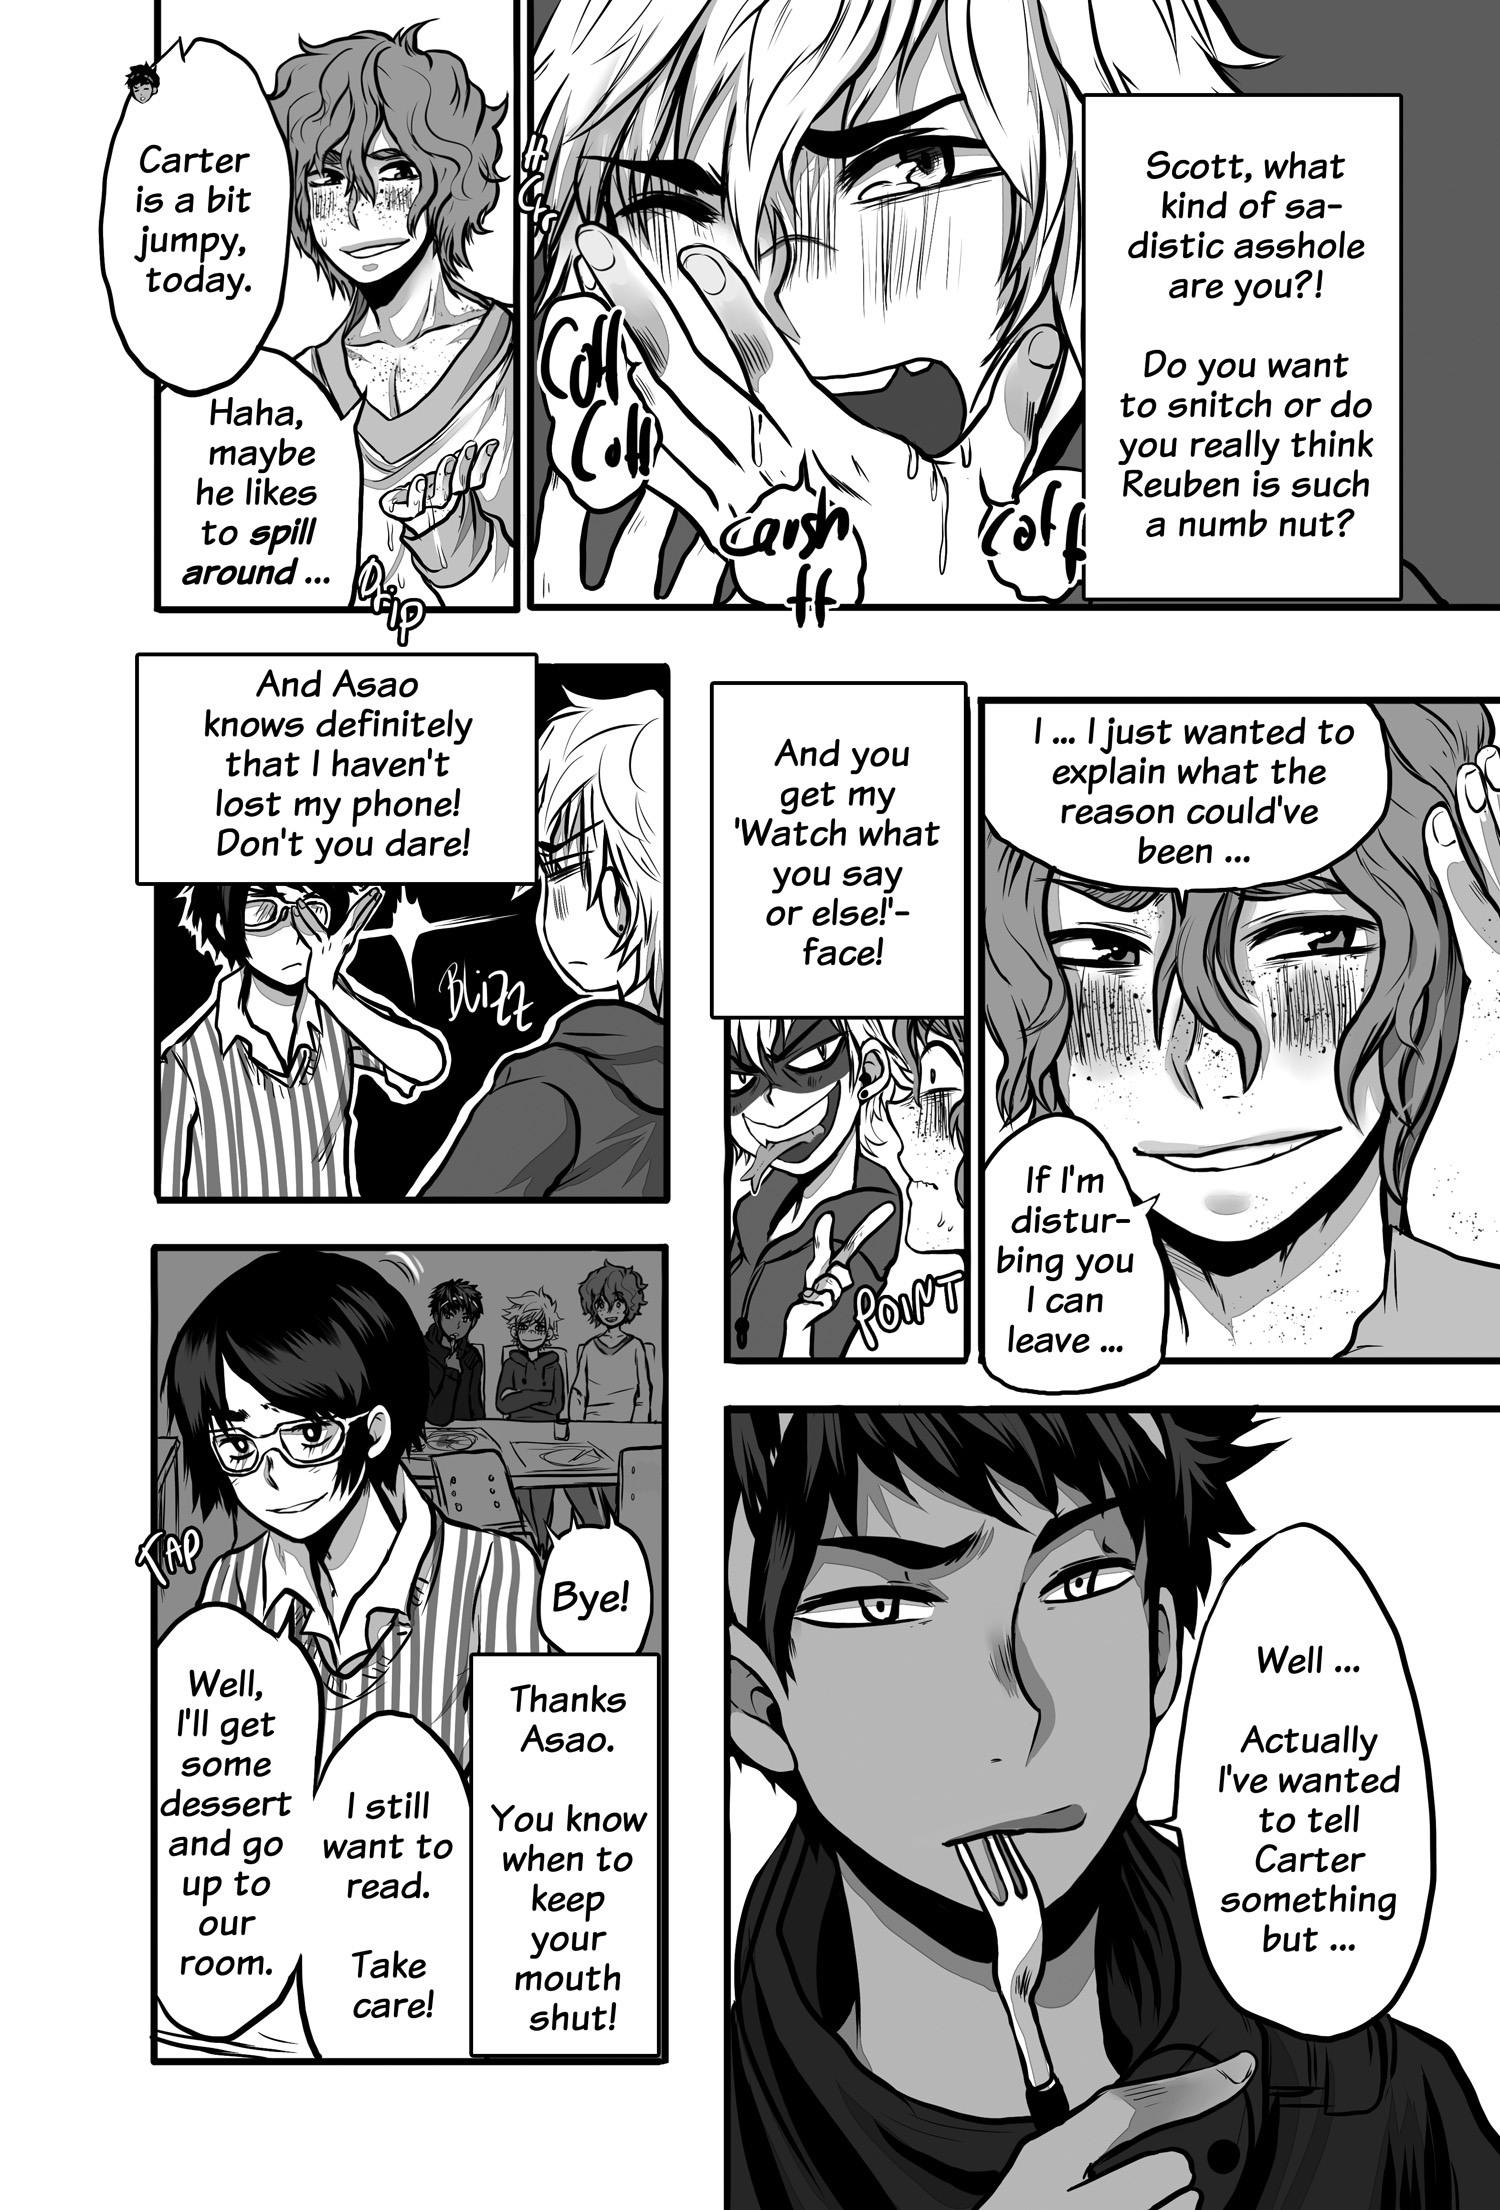 Scott, what
kind of sa-
distic asshole
are you?!
Do you want
to snitch or do
you really think
Reuben is such
a numb nut?
Coff
Coff
Coff
ff
Carter
is a bit
jumpy,
today.
Haha,
maybe
he likes
to spill
around ...
Drip
I ... I just wanted to
explain what the
reason could've
been ...
If I'm
distur-
bing you
I can
leave ...
And you
get my
'Watch what
you say
or else!'-
face!
POINT
And Asao
knows definitely
that I haven't
lost my phone!
Don't you dare!
BLiZZ
Well ...
Actually
I've wanted
to tell
Carter
something
but ...
TAP
Bye!
Well,
I'll get
some
dessert
and go
up to
our
room.
I still
want to
read.
Take
care!
Thanks
Asao.
You know
when to
keep
your
mouth
shut!